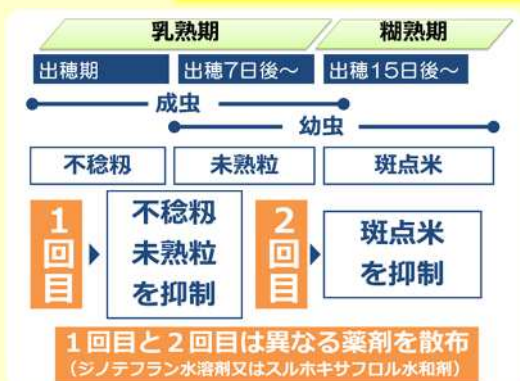 乳熟期 糊熟期
出穂期 出穂7日後～ 出穂15日後～
成虫
幼虫
不稔籾 未熟粒 斑点米
1回目
不稔籾
未熟粒
を抑制
2回目
斑点米
を抑制
1回目と2回目は異なる薬剤を散布
（ジノテフラン水溶剤又はスルホキサフロル水和剤）